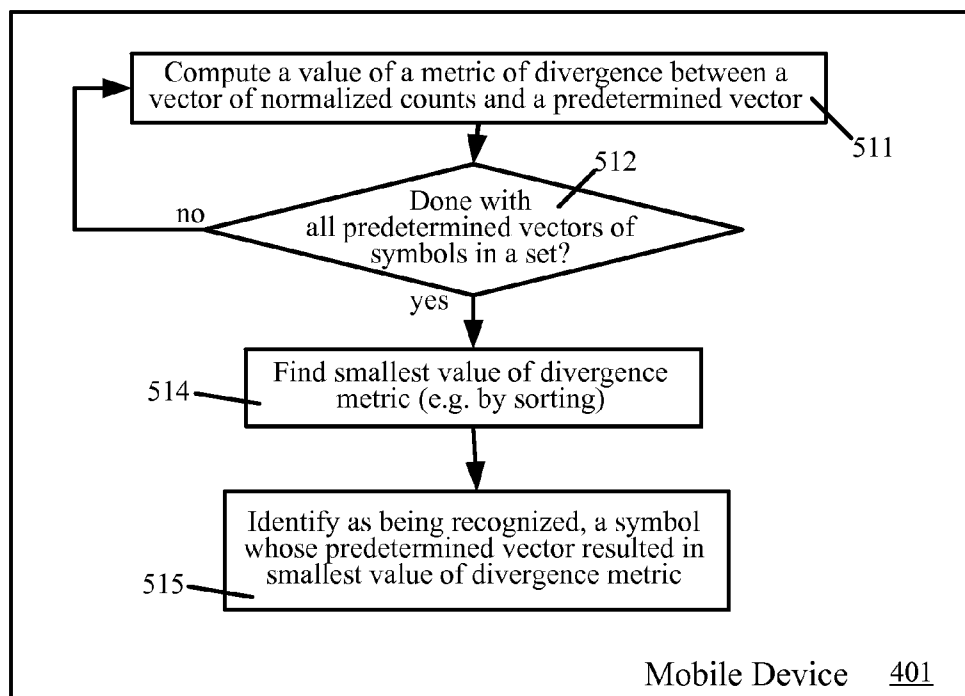 Compute a value of a metric of divergence between a
vector of normalized counts and a predetermined vector
511
512
Done with
all predetermined vectors of
symbols in a set?
no
yes
Find smallest value of divergence
metric (e.g. by sorting)
514
Identify as being recognized, a symbol
whose predetermined vector resulted in
smallest value of divergence metric
515
Mobile Device 401